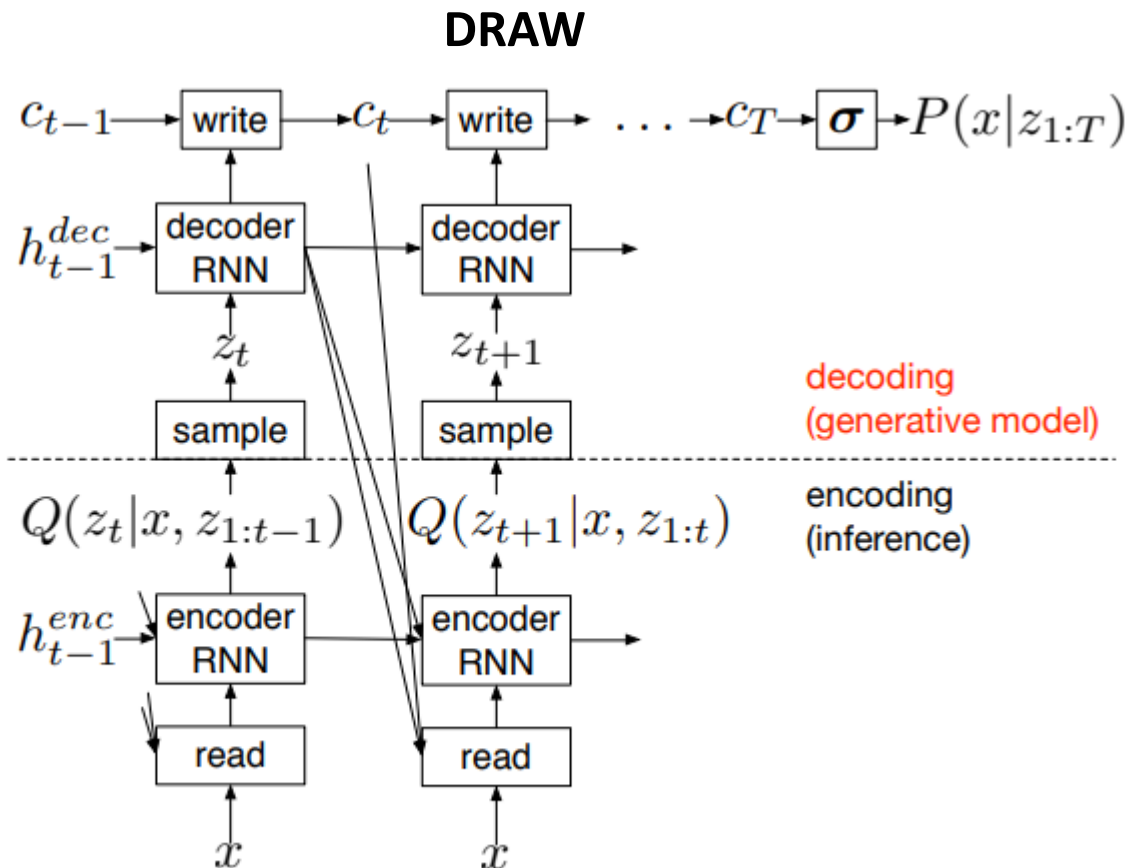 DRAW
c_{t-1} write c_t write ... c_T σ P(x|z_{1:T})
h_{t-1}^{dec} decoder RNN decoder RNN
z_t z_{t+1}
decoding
(generative model)
sample sample
Q(z_t|x, z_{1:t-1}) Q(z_{t+1}|x, z_{1:t})
encoding
(inference)
h_{t-1}^{enc} encoder RNN encoder RNN
read read
x x